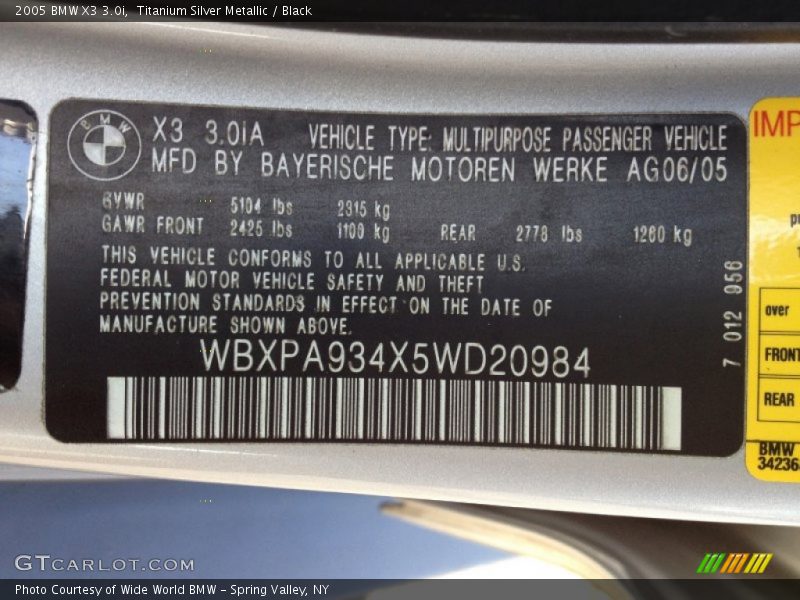 2005 BMW X3 3.0i,  Titanium Silver Metallic / Black
BMW
X3 3.0iA VEHICLE TYPE: MULTIPURPOSE PASSENGER VEHICLE
MFD BY BAYERISCHE MOTOREN WERKE AG06/05
GVWR 5104 lbs 2315 kg
GAWR FRONT 2425 lbs 1100 kg REAR 2778 lbs 1260 kg
THIS VEHICLE CONFORMS TO ALL APPLICABLE U.S.
FEDERAL MOTOR VEHICLE SAFETY AND THEFT
PREVENTION STANDARDS IN EFFECT ON THE DATE OF
MANUFACTURE SHOWN ABOVE.
WBXPA934X5WD20984
7 012 056
IMP
over
FRONT
REAR
BMW
34236
GTCARLOT.COM
Photo Courtesy of Wide World BMW - Spring Valley, NY